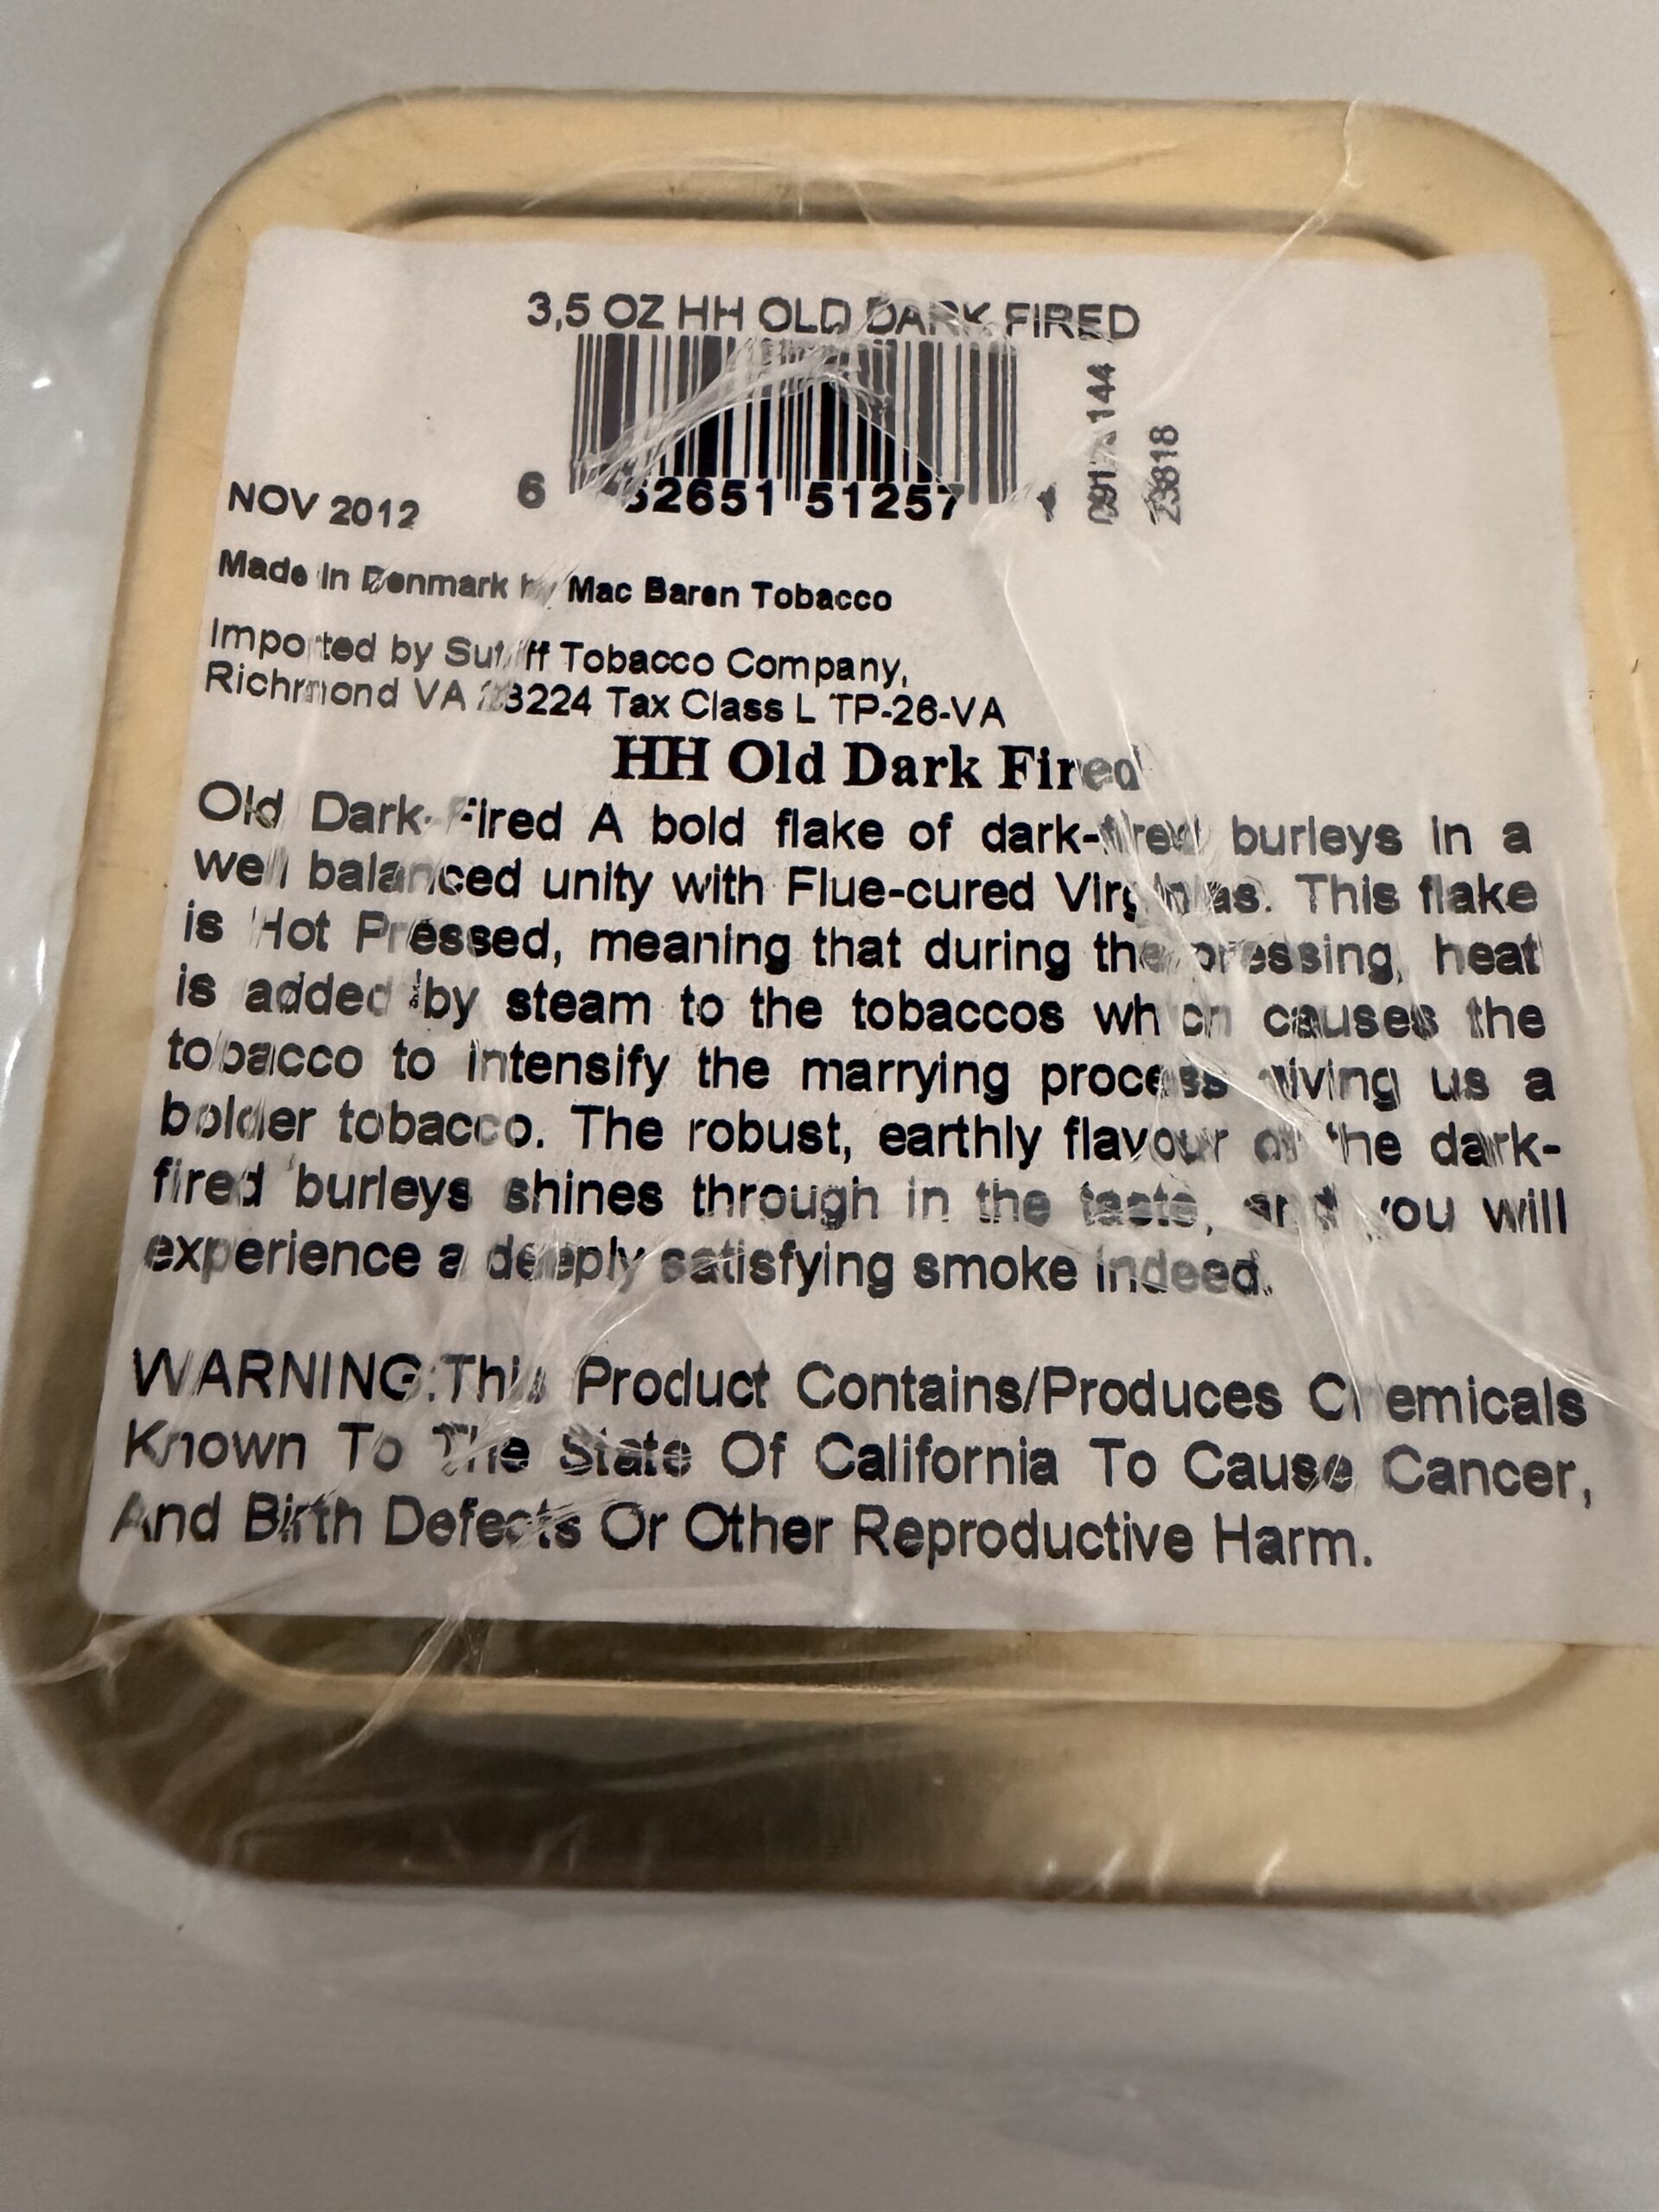 3,5 OZ HH OLD DARK FIRED
6 32651 51257 4
144
23818
NOV 2012
Made In Denmark by Mac Baren Tobacco
Imported by Sutliff Tobacco Company,
Richmond VA 23224 Tax Class L TP-26-VA
HH Old Dark Fired
Old Dark Fired A bold flake of dark-fired burleys in a
well balanced unity with Flue-cured Virginias. This flake
is Hot Pressed, meaning that during the pressing, heat
is added by steam to the tobaccos which causes the
tobacco to intensify the marrying process giving us a
bolder tobacco. The robust, earthly flavour of the dark-
fired burleys shines through in the taste, and you will
experience a deeply satisfying smoke indeed.
WARNING:This Product Contains/Produces Chemicals
Known To The State Of California To Cause Cancer,
And Birth Defects Or Other Reproductive Harm.